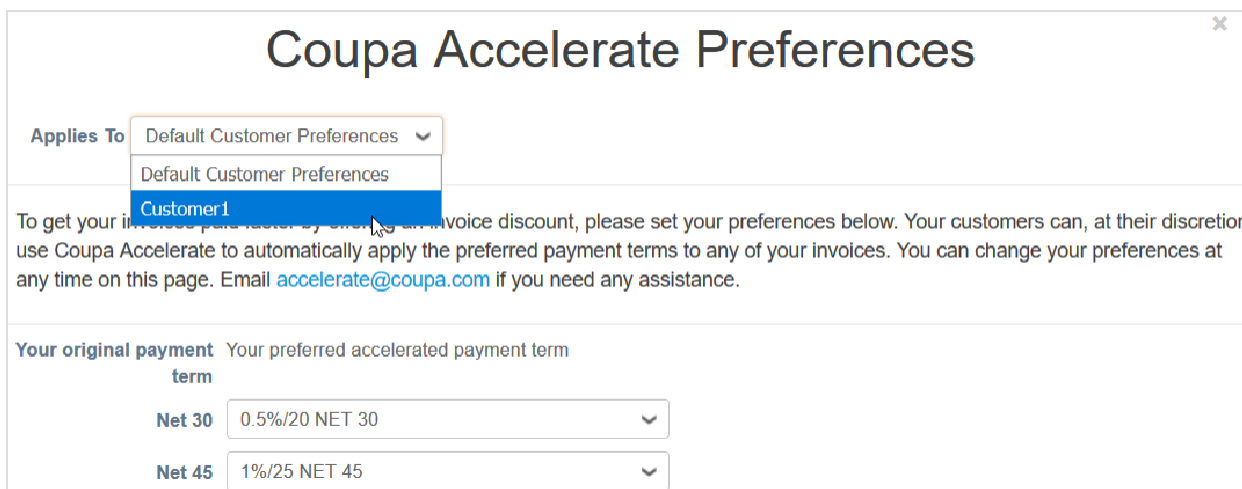 Coupa Accelerate Preferences
Applies To Default Customer Preferences
Default Customer Preferences
Customer1
To get your invoice discount, please set your preferences below. Your customers can, at their discretion
use Coupa Accelerate to automatically apply the preferred payment terms to any of your invoices. You can change your preferences at
any time on this page. Email accelerate@coupa.com if you need any assistance.
Your original payment Your preferred accelerated payment term
term
Net 30 0.5%/20 NET 30
Net 45 1%/25 NET 45